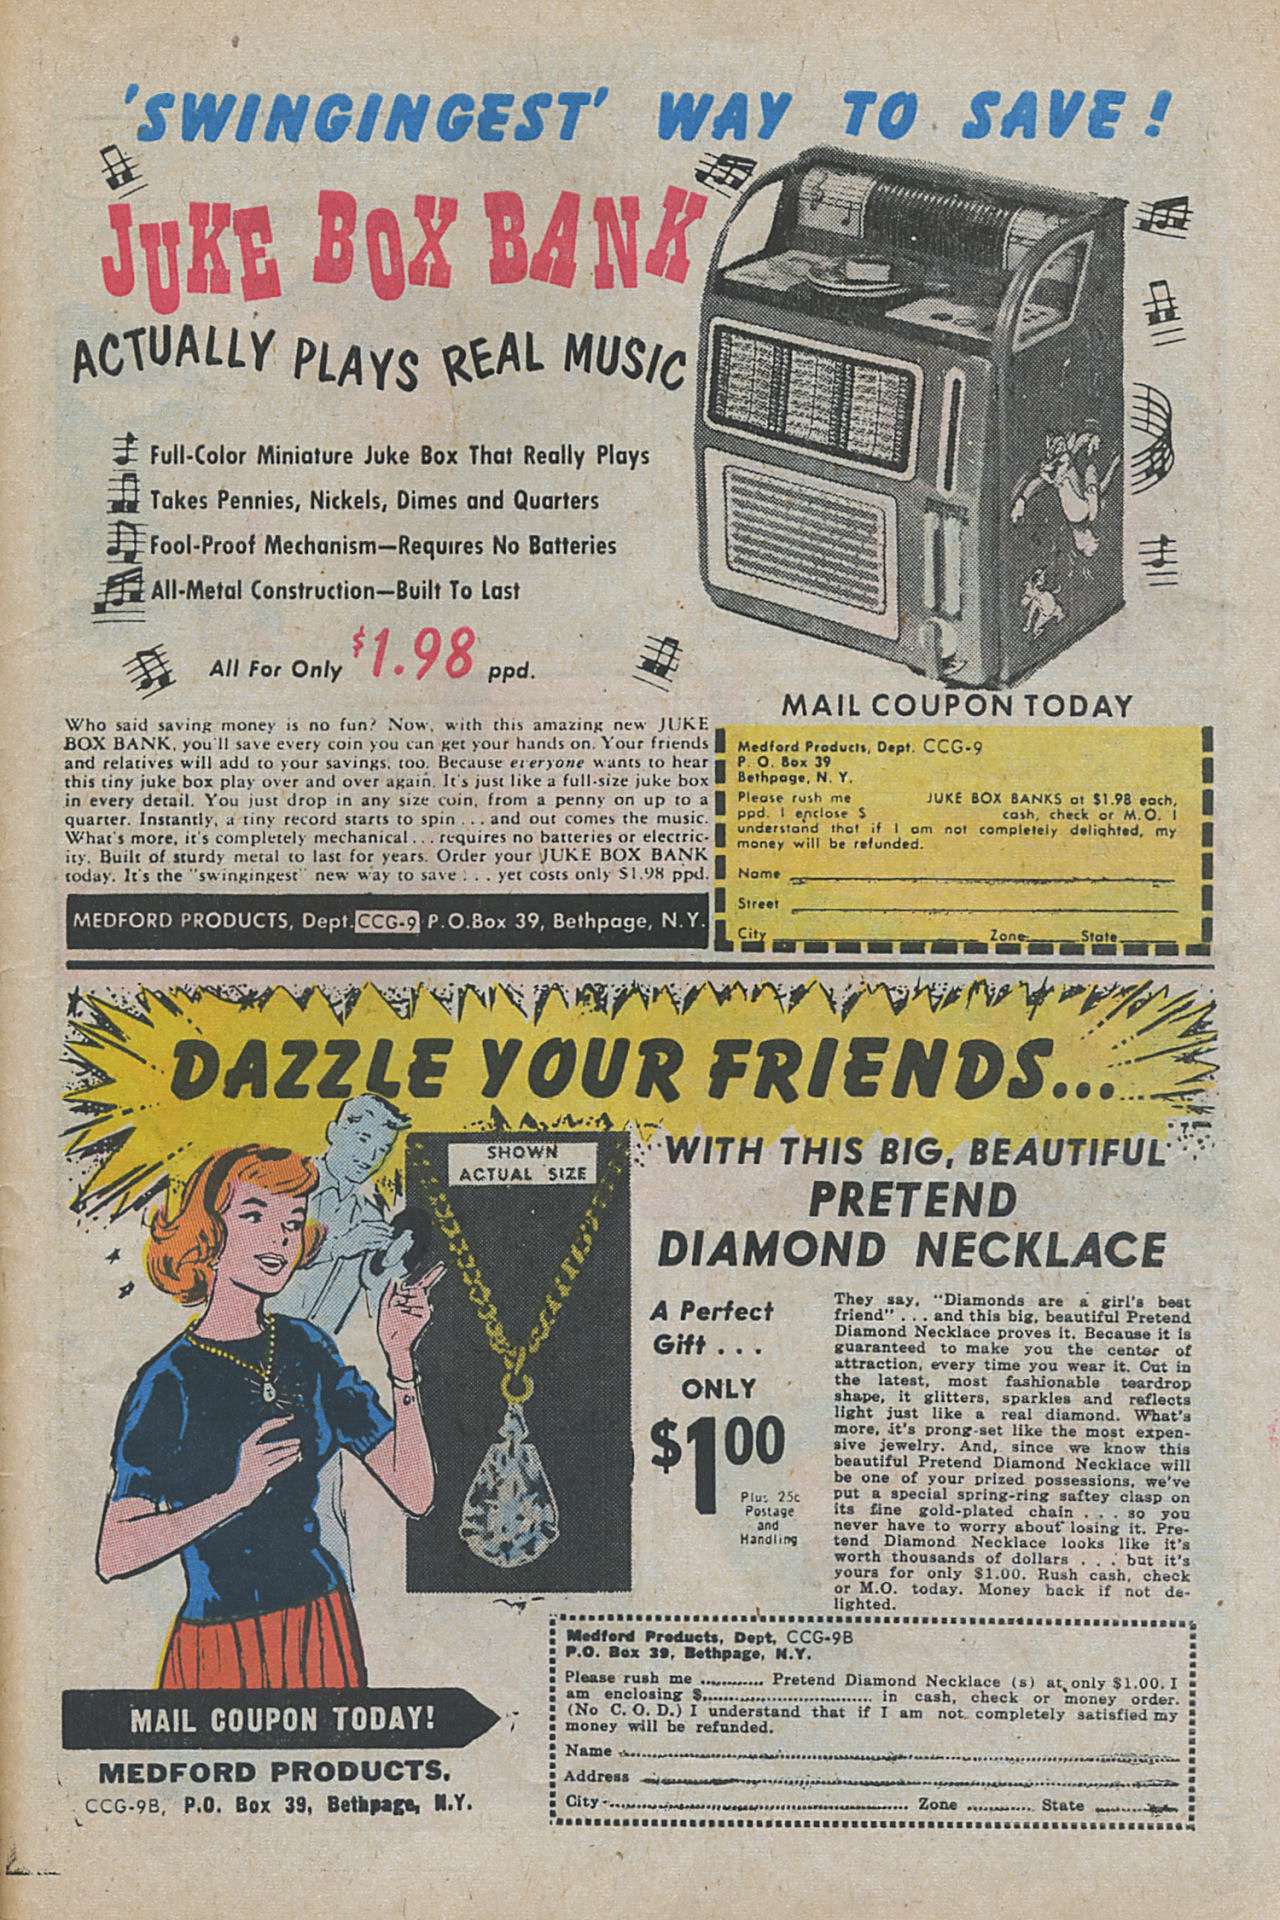 'SWINGINGEST' WAY TO SAVE!
JUKE BOX BANK
ACTUALLY PLAYS REAL MUSIC
Full-Color Miniature Juke Box That Really Plays
Takes Pennies, Nickels, Dimes and Quarters
Fool-Proof Mechanism—Requires No Batteries
All-Metal Construction—Built To Last
All For Only $1.98 ppd.
Who said saving money is no fun? Now, with this amazing new JUKE
BOX BANK, you'll save every coin you can get your hands on. Your friends
and relatives will add to your savings, too. Because everyone wants to hear
this tiny juke box play over and over again. It's just like a full-size juke box
in every detail. You just drop in any size coin, from a penny on up to a
quarter. Instantly, a tiny record starts to spin . . . and out comes the music.
What's more, it's completely mechanical . . . requires no batteries or electric-
ity. Built of sturdy metal to last for years. Order your JUKE BOX BANK
today. It's the "swingingest" new way to save . . . yet costs only $1.98 ppd.
MEDFORD PRODUCTS, Dept. CCG-9 P.O.Box 39, Bethpage, N.Y.
MAIL COUPON TODAY
Medford Products, Dept. CCG-9
P. O. Box 39
Bethpage, N. Y.
Please rush me JUKE BOX BANKS at $1.98 each,
ppd. I enclose $ cash, check or M.O. I
understand that if I am not completely delighted, my
money will be refunded.
Name
Street
City Zone State
DAZZLE YOUR FRIENDS...
SHOWN
ACTUAL SIZE
WITH THIS BIG, BEAUTIFUL
PRETEND
DIAMOND NECKLACE
A Perfect
Gift . . .
ONLY
$1.00
Plus 25c
Postage
and
Handling
They say, "Diamonds are a girl's best
friend" . . . and this big, beautiful Pretend
Diamond Necklace proves it. Because it is
guaranteed to make you the center of
attraction, every time you wear it. Cut in
the latest, most fashionable teardrop
shape, it glitters, sparkles and reflects
light just like a real diamond. What's
more, it's prong-set like the most expen-
sive jewelry. And, since we know this
beautiful Pretend Diamond Necklace will
be one of your prized possessions, we've
put a special spring-ring saftey clasp on
its fine gold-plated chain . . . so you
never have to worry about losing it. Pre-
tend Diamond Necklace looks like it's
worth thousands of dollars . . . but it's
yours for only $1.00. Rush cash, check
or M.O. today. Money back if not de-
lighted.
Medford Products, Dept, CCG-9B
P.O. Box 39, Bethpage, N.Y.
Please rush me ............ Pretend Diamond Necklace (s) at only $1.00. I
am enclosing $................................ in cash, check or money order.
(No C. O. D.) I understand that if I am not completely satisfied my
money will be refunded.
Name
Address
City Zone State
MAIL COUPON TODAY!
MEDFORD PRODUCTS,
CCG-9B, P.O. Box 39, Bethpage, N.Y.